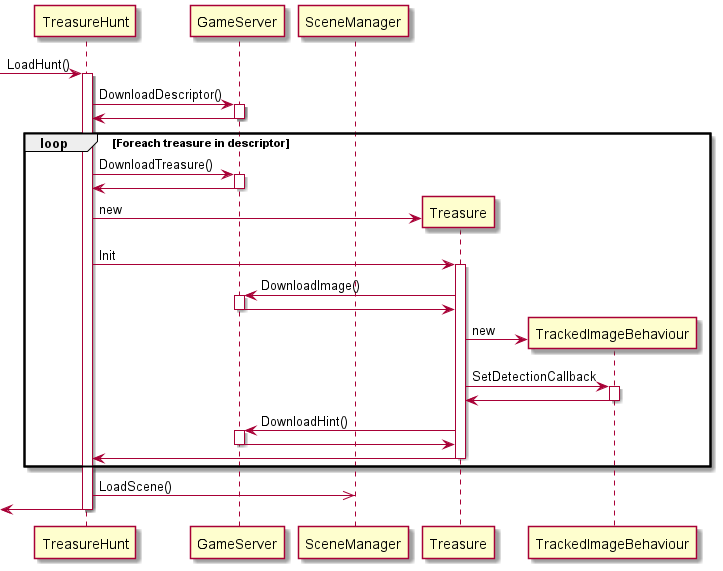 TreasureHunt
GameServer
SceneManager
LoadHunt()
DownloadDescriptor()
loop
[Foreach treasure in descriptor]
DownloadTreasure()
new
Treasure
Init
DownloadImage()
new
TrackedImageBehaviour
SetDetectionCallback
DownloadHint()
LoadScene()
TreasureHunt
GameServer
SceneManager
Treasure
TrackedImageBehaviour